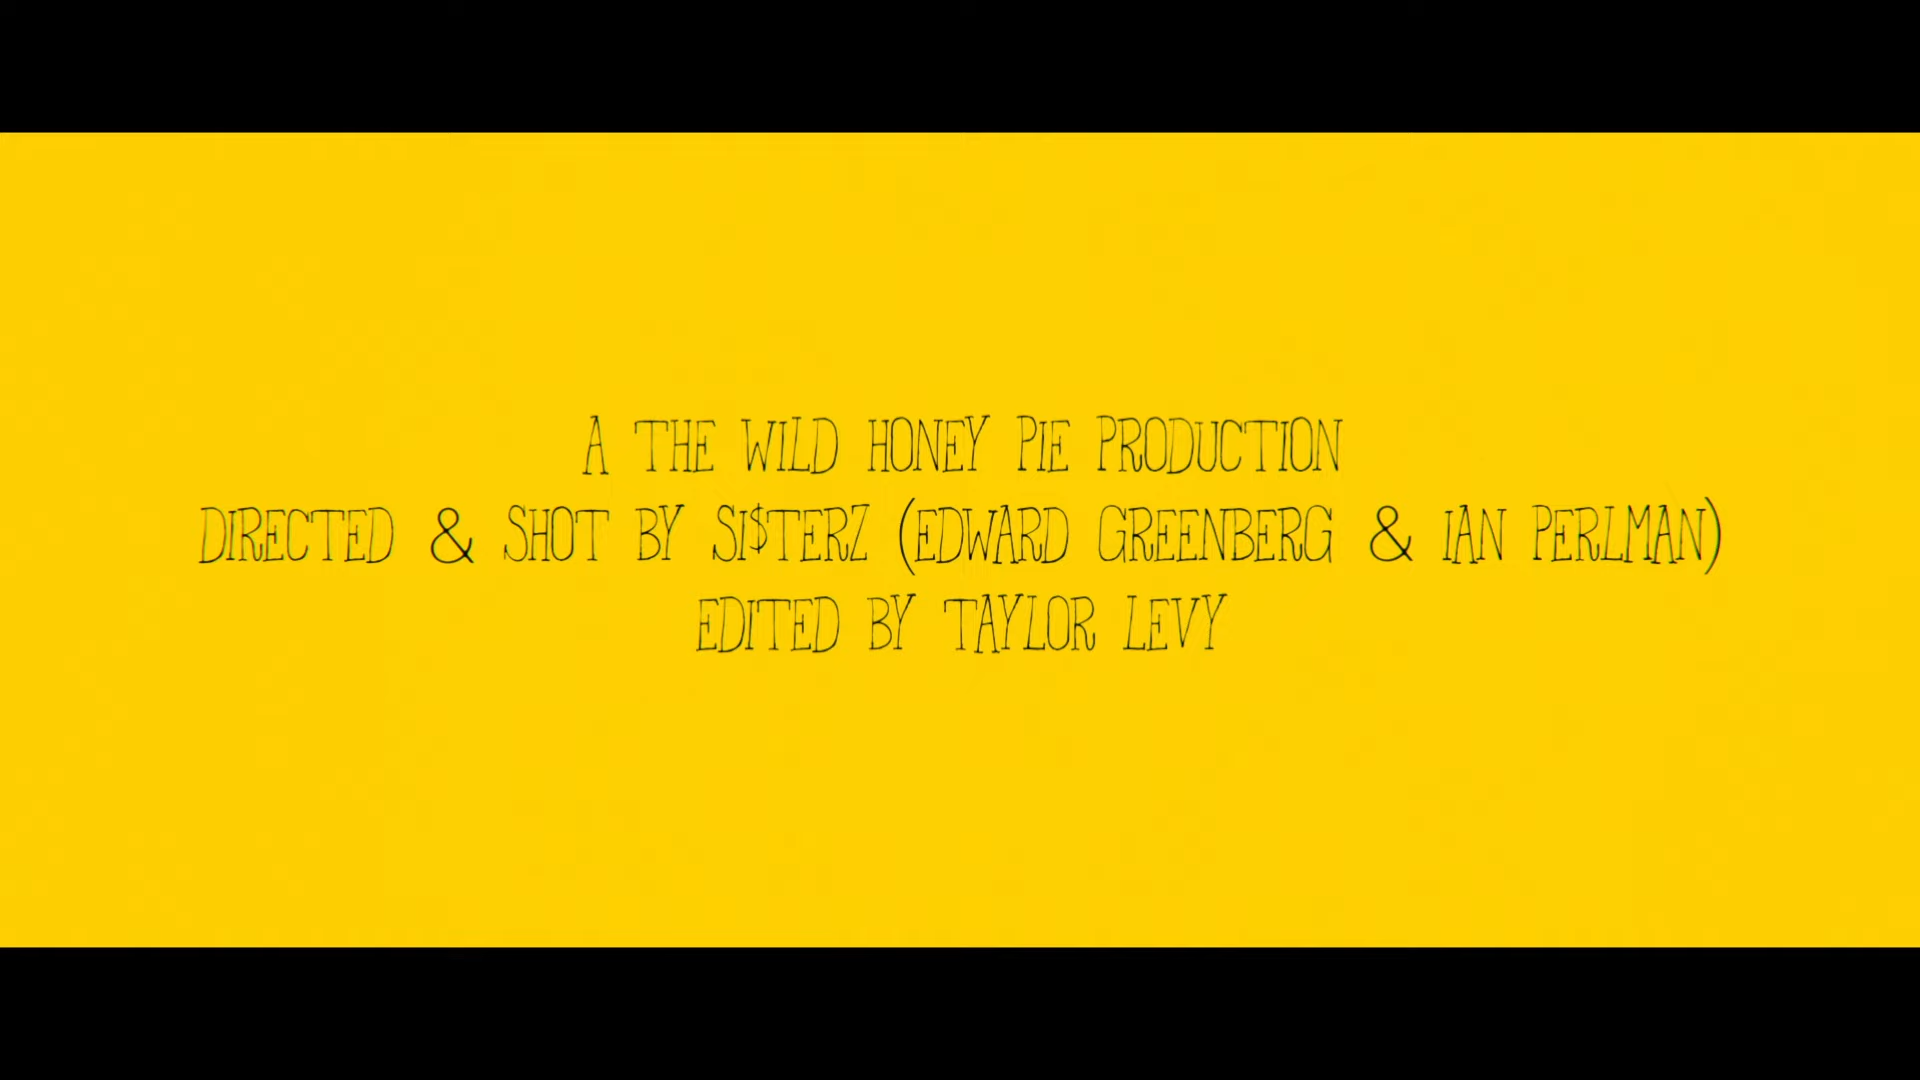 A THE WILD HONEY PIE PRODUCTION
DIRECTED & SHOT BY SI$TERZ (EDWARD GREENBERG & IAN PERLMAN)
EDITED BY TAYLOR LEVY